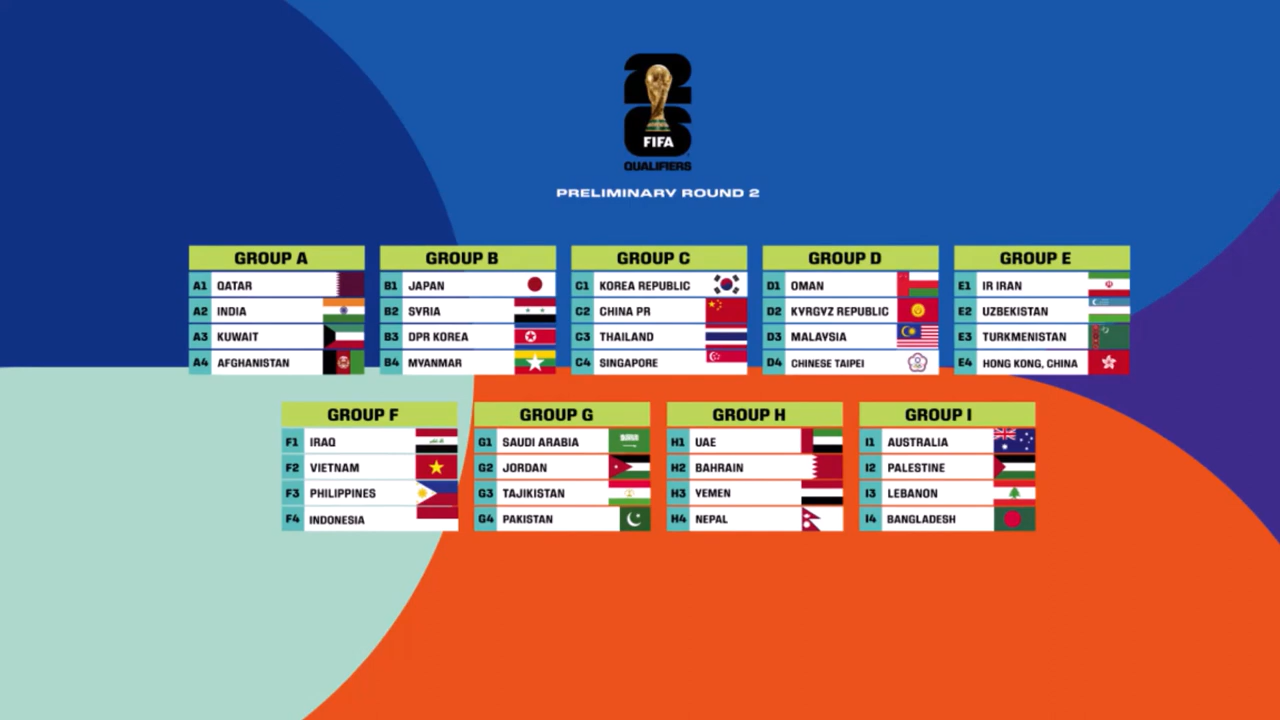 26
FIFA
QUALIFIERS
PRELIMINARY ROUND 2
GROUP A
A1 QATAR
A2 INDIA
A3 KUWAIT
A4 AFGHANISTAN
GROUP B
B1 JAPAN
B2 SYRIA
B3 DPR KOREA
B4 MYANMAR
GROUP C
C1 KOREA REPUBLIC
C2 CHINA PR
C3 THAILAND
C4 SINGAPORE
GROUP D
D1 OMAN
D2 KYRGYZ REPUBLIC
D3 MALAYSIA
D4 CHINESE TAIPEI
GROUP E
E1 IR IRAN
E2 UZBEKISTAN
E3 TURKMENISTAN
E4 HONG KONG, CHINA
GROUP F
F1 IRAQ
F2 VIETNAM
F3 PHILIPPINES
F4 INDONESIA
GROUP G
G1 SAUDI ARABIA
G2 JORDAN
G3 TAJIKISTAN
G4 PAKISTAN
GROUP H
H1 UAE
H2 BAHRAIN
H3 YEMEN
H4 NEPAL
GROUP I
I1 AUSTRALIA
I2 PALESTINE
I3 LEBANON
I4 BANGLADESH